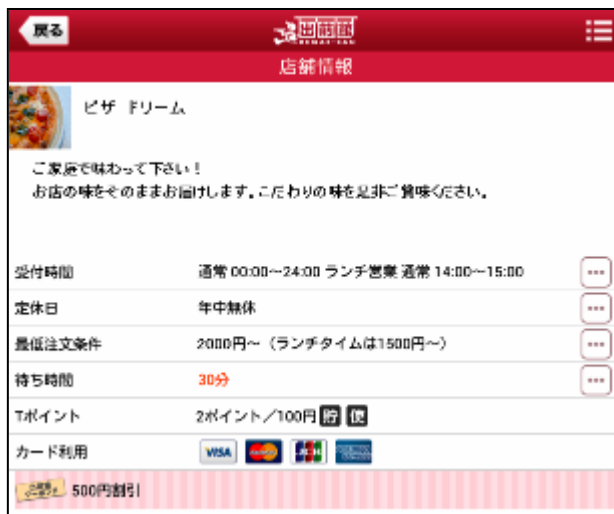 戻る
出前館
DEMAE-CAN
店舗情報
ピザ ドリーム
ご家庭で味わって下さい！
お店の味をそのままお届けします。こだわりの味を是非ご賞味ください。
受付時間 通常 00:00～24:00 ランチ営業 通常 14:00～15:00
定休日 年中無休
最低注文条件 2000円～（ランチタイムは1500円～）
待ち時間 30分
Tポイント 2ポイント／100円 貯 使
カード利用 VISA MasterCard JCB
500円割引